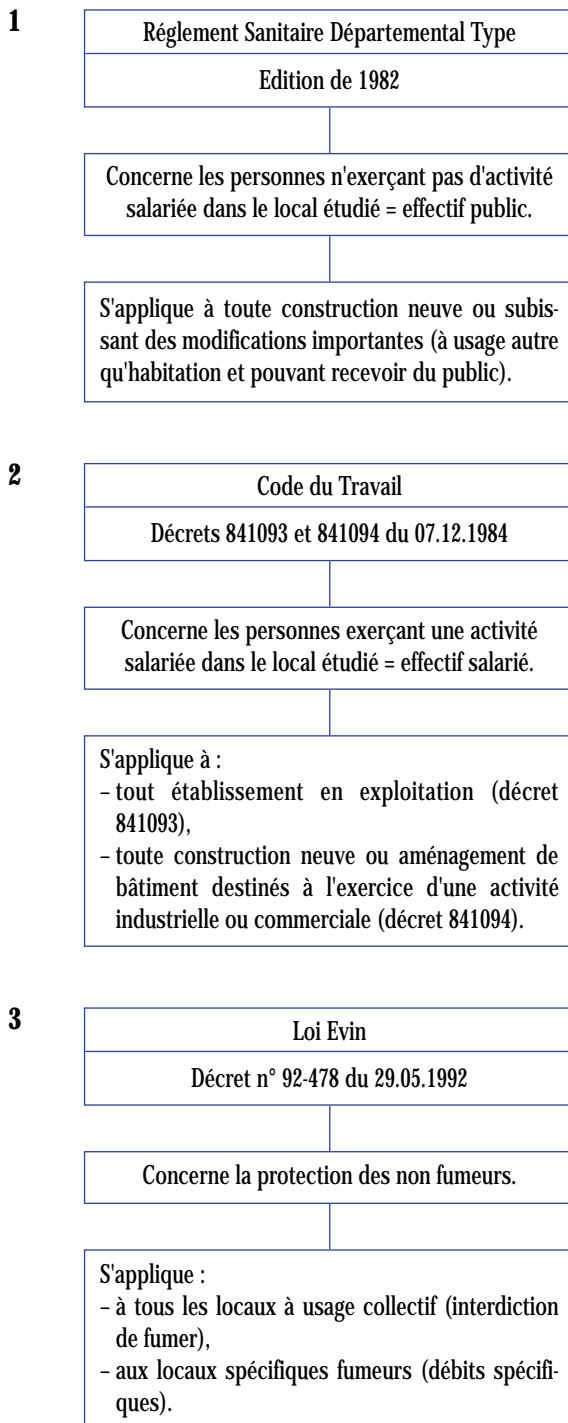 1
Réglement Sanitaire Départemental Type
Edition de 1982
Concerne les personnes n'exerçant pas d'activité
salariée dans le local étudié = effectif public.
S'applique à toute construction neuve ou subis-
sant des modifications importantes (à usage autre
qu'habitation et pouvant recevoir du public).
2
Code du Travail
Décrets 841093 et 841094 du 07.12.1984
Concerne les personnes exerçant une activité
salariée dans le local étudié = effectif salarié.
S'applique à :
– tout établissement en exploitation (décret
841093),
– toute construction neuve ou aménagement de
bâtiment destinés à l'exercice d'une activité
industrielle ou commerciale (décret 841094).
3
Loi Evin
Décret n° 92-478 du 29.05.1992
Concerne la protection des non fumeurs.
S'applique :
– à tous les locaux à usage collectif (interdiction
de fumer),
– aux locaux spécifiques fumeurs (débits spécifi-
ques).